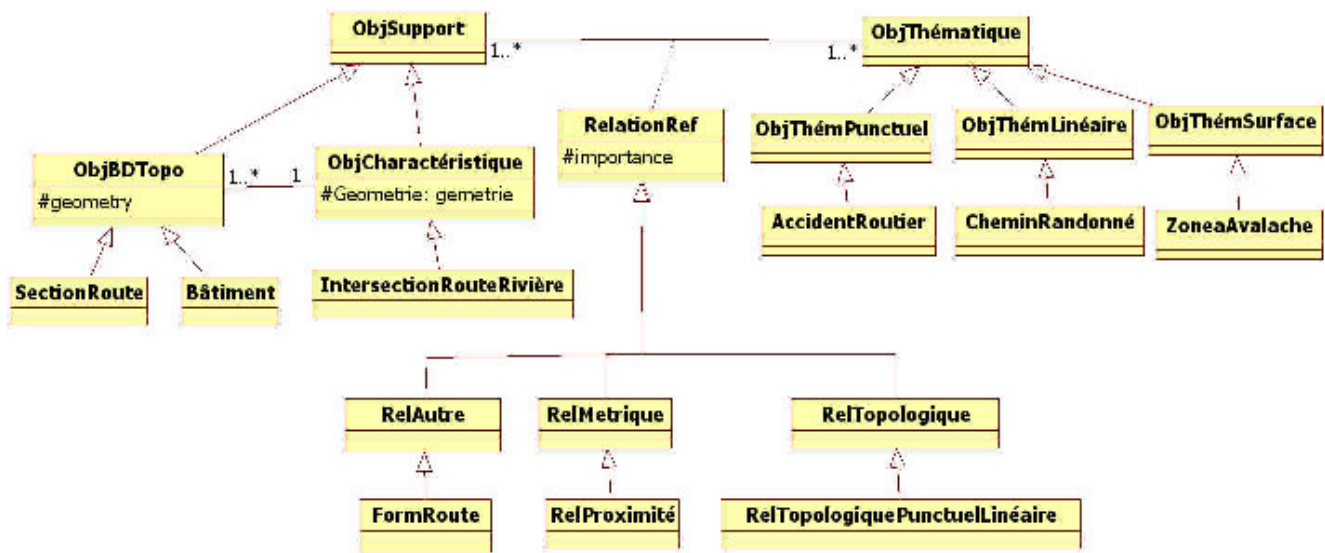 ObjSupport
ObjThématique
1..*
1..*
RelationRef
#importance
ObjThémPunctuel
ObjThémLinéaire
ObjThémSurface
ObjBDTopo
#geometry
1..*
1
ObjCharactéristique
#Geometrie: gemetrie
AccidentRoutier
CheminRandonné
ZoneaAvalache
SectionRoute
Bâtiment
IntersectionRouteRivière
RelAutre
RelMetrique
RelTopologique
FormRoute
RelProximité
RelTopologiquePunctuelLinéaire